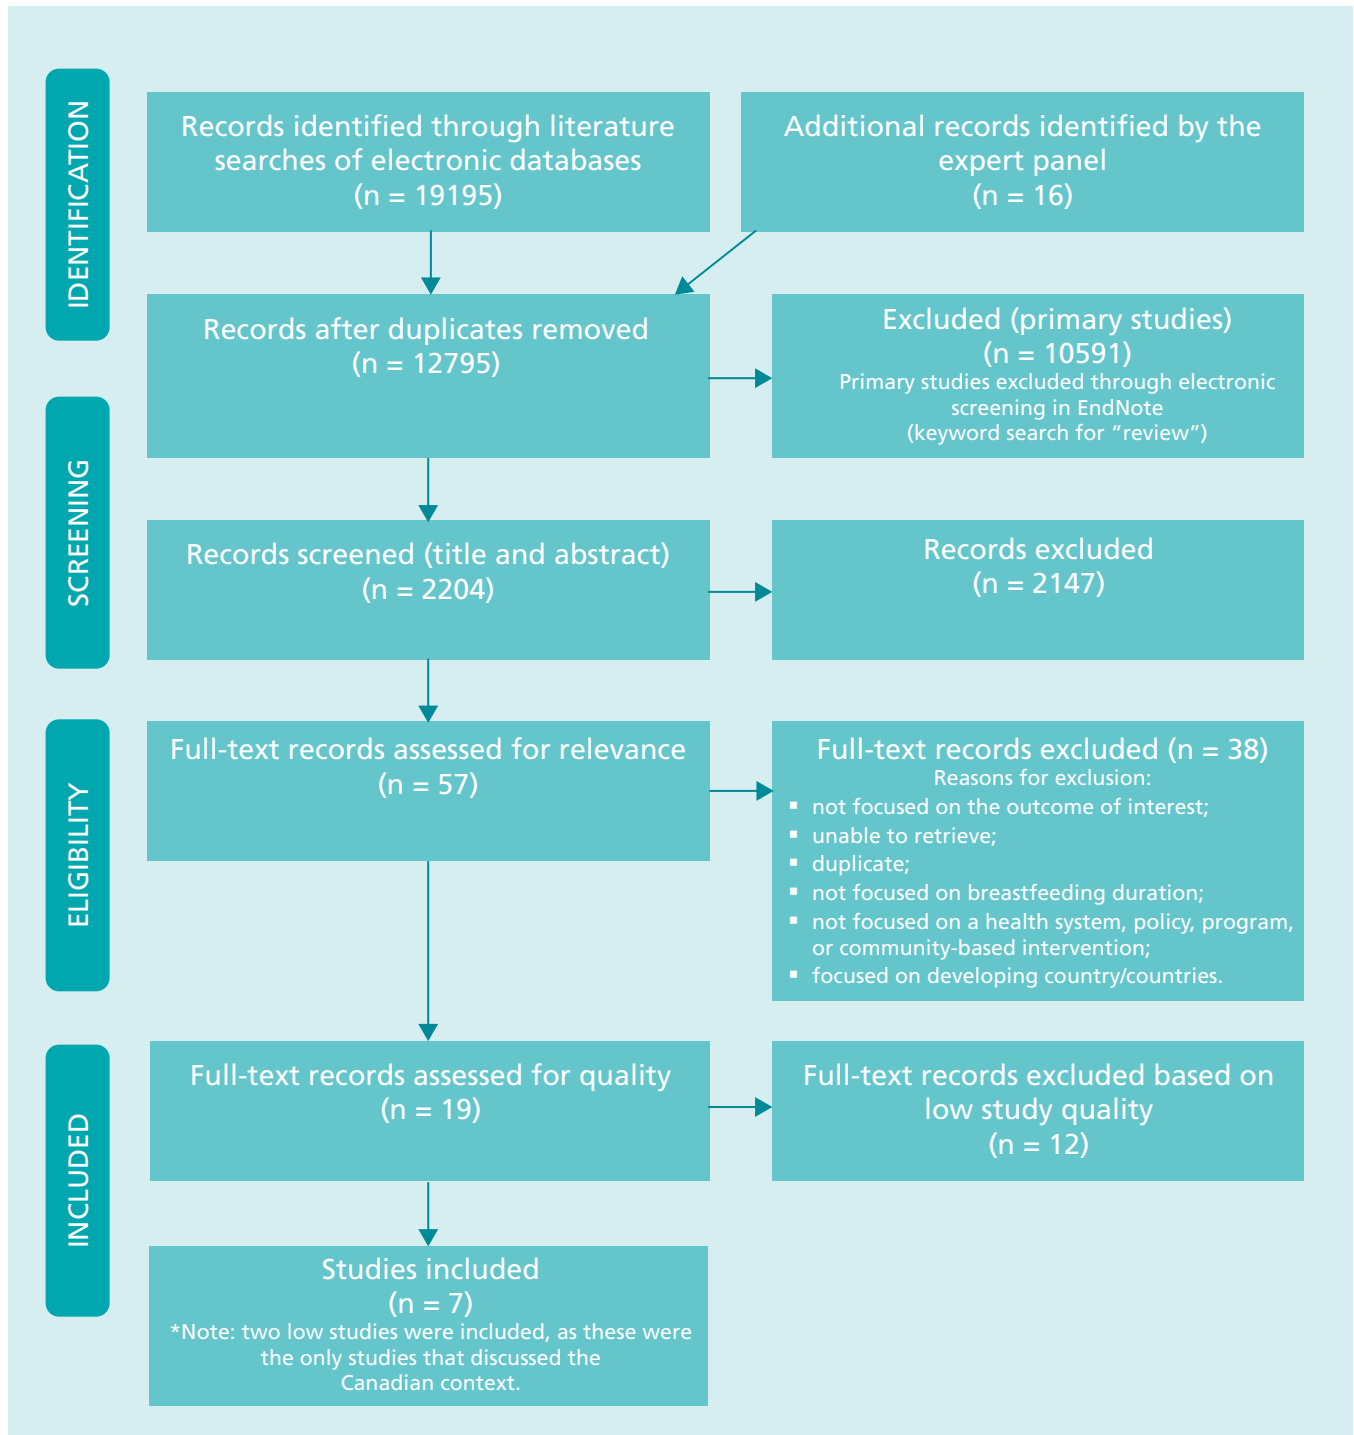 IDENTIFICATION
Records identified through literature
searches of electronic databases
(n = 19195)
Additional records identified by the
expert panel
(n = 16)
Records after duplicates removed
(n = 12795)
Excluded (primary studies)
(n = 10591)
Primary studies excluded through electronic
screening in EndNote
(keyword search for “review”)
SCREENING
Records screened (title and abstract)
(n = 2204)
Records excluded
(n = 2147)
ELIGIBILITY
Full-text records assessed for relevance
(n = 57)
Full-text records excluded (n = 38)
Reasons for exclusion:
▪ not focused on the outcome of interest;
▪ unable to retrieve;
▪ duplicate;
▪ not focused on breastfeeding duration;
▪ not focused on a health system, policy, program,
or community-based intervention;
▪ focused on developing country/countries.
INCLUDED
Full-text records assessed for quality
(n = 19)
Full-text records excluded based on
low study quality
(n = 12)
Studies included
(n = 7)
*Note: two low studies were included, as these were
the only studies that discussed the
Canadian context.